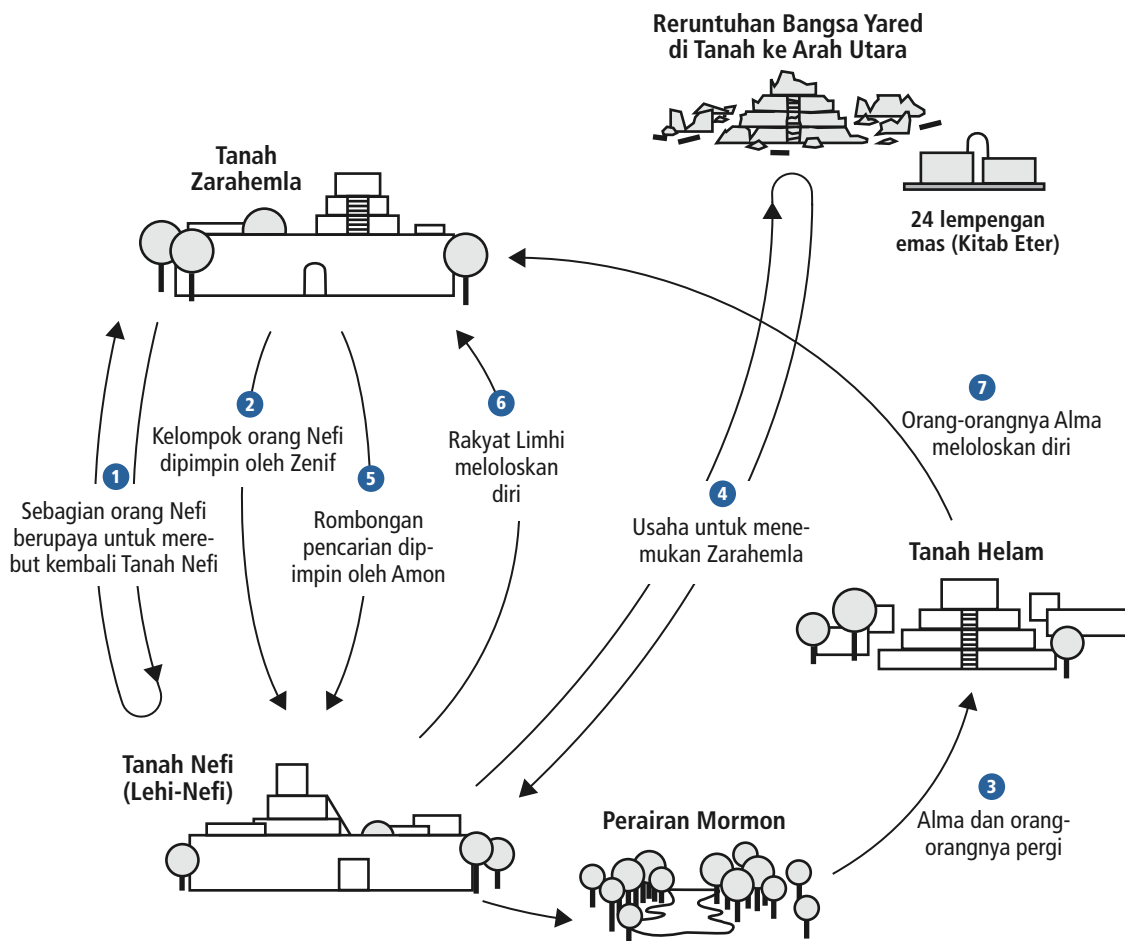 Reruntuhan Bangsa Yared
di Tanah ke Arah Utara
24 lempengan
emas (Kitab Eter)
Tanah
Zarahemla
1
Sebagian orang Nefi
berupaya untuk mere-
but kembali Tanah Nefi
2
Kelompok orang Nefi
dipimpin oleh Zenif
5
Rombongan
pencarian dip-
impin oleh Amon
6
Rakyat Limhi
meloloskan
diri
4
Usaha untuk mene-
mukan Zarahemla
7
Orang-orangnya Alma
meloloskan diri
Tanah Helam
Tanah Nefi
(Lehi-Nefi)
Perairan Mormon
3
Alma dan orang-
orangnya pergi